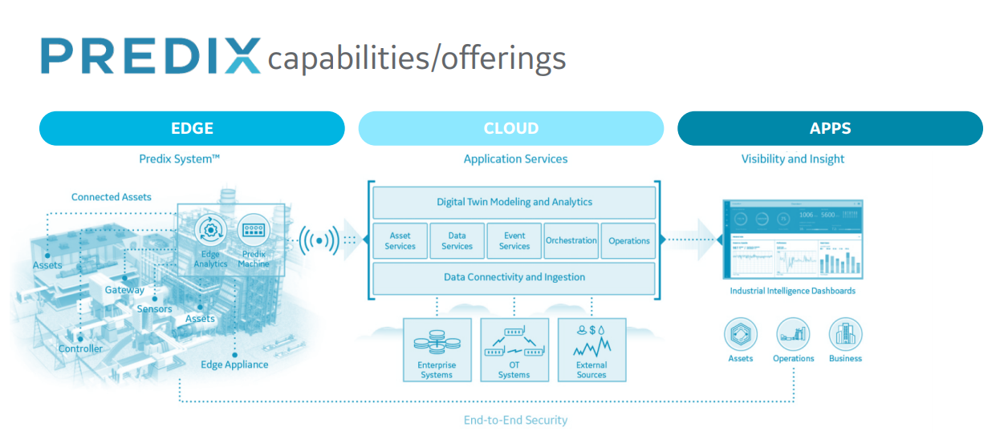 PREDIX capabilities/offerings
EDGE
CLOUD
APPS
Predix System™
Application Services
Visibility and Insight
Connected Assets
Edge
Analytics
Predix
Machine
Assets
Gateway
Sensors
Assets
Controller
Edge Appliance
Digital Twin Modeling and Analytics
Asset
Services
Data
Services
Event
Services
Orchestration
Operations
Data Connectivity and Ingestion
Enterprise
Systems
OT
Systems
$
External
Sources
1006
5600
Industrial Intelligence Dashboards
Assets
Operations
Business
End-to-End Security